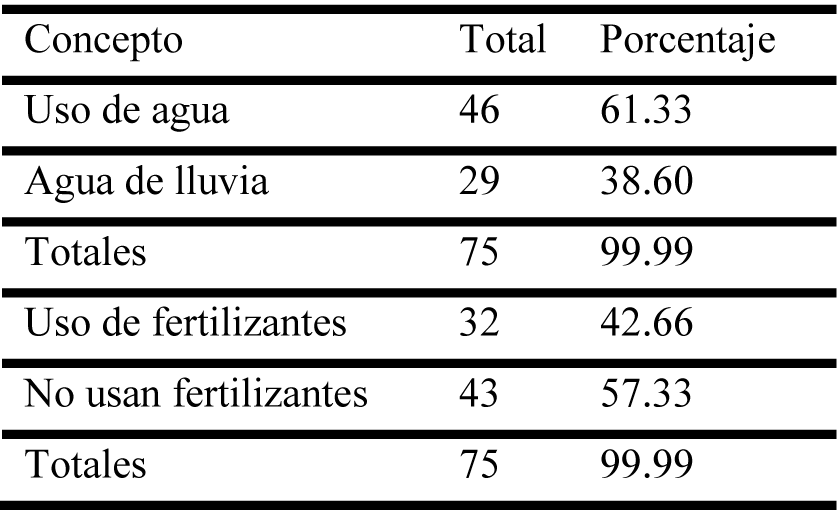 Concepto Total Porcentaje
Uso de agua 46 61.33
Agua de lluvia 29 38.60
Totales 75 99.99
Uso de fertilizantes 32 42.66
No usan fertilizantes 43 57.33
Totales 75 99.99